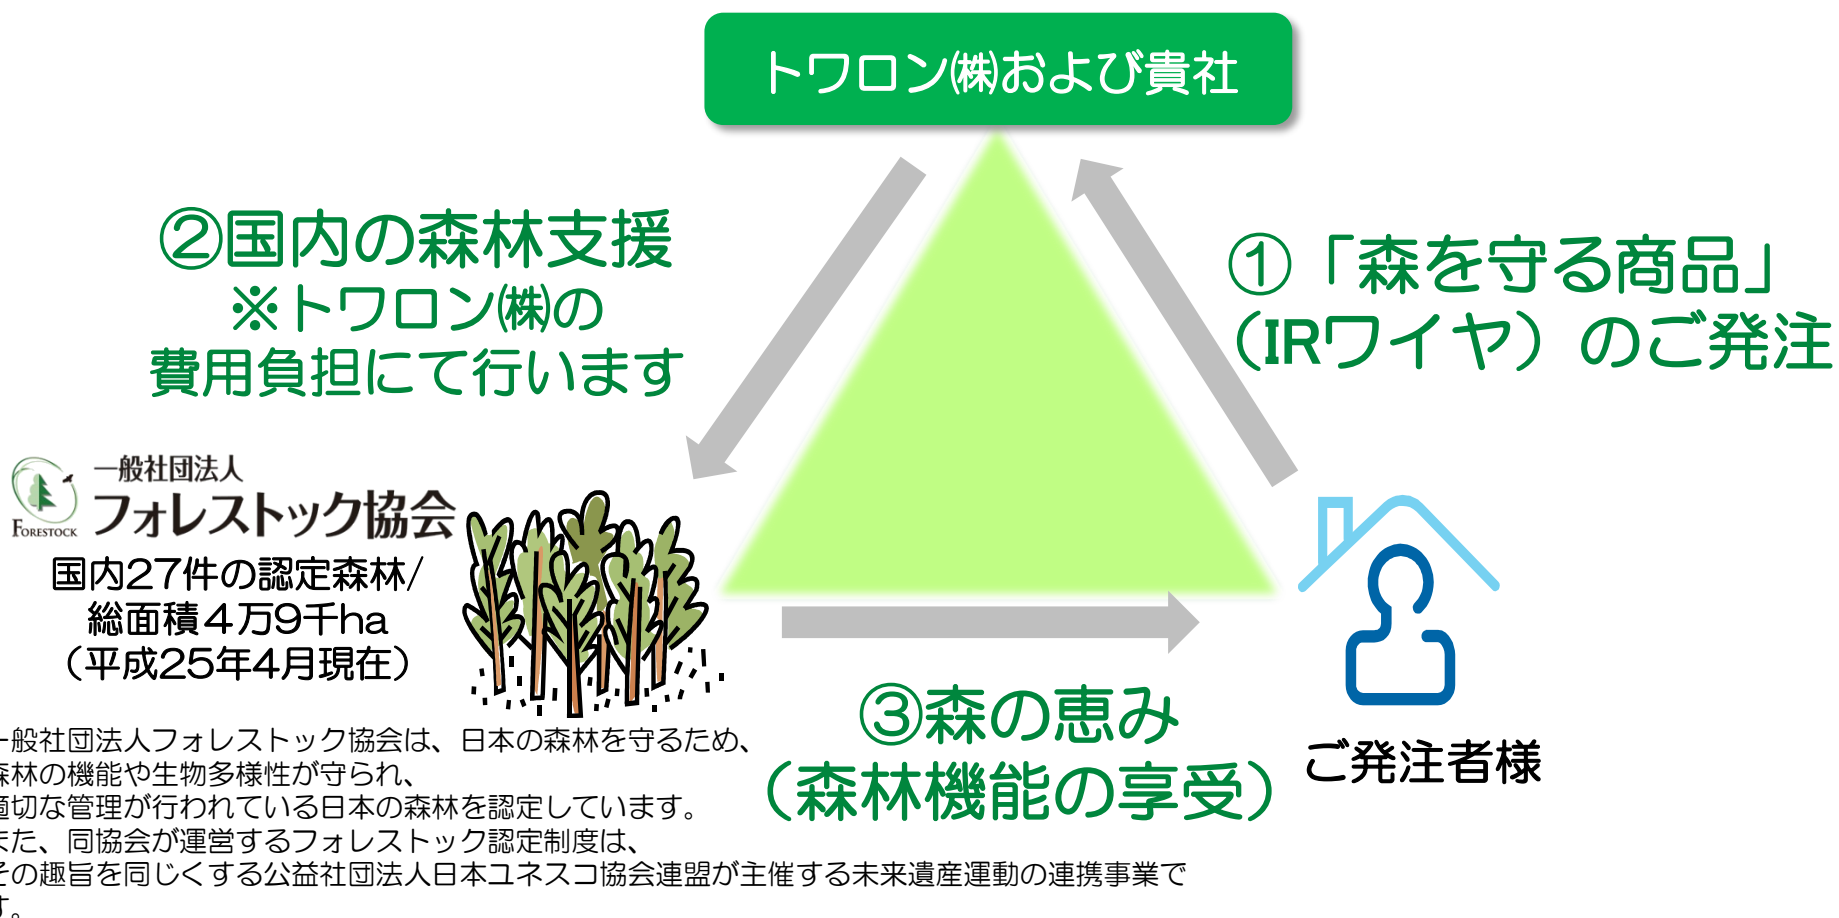 トワロン㈱および貴社
②国内の森林支援
※トワロン㈱の
費用負担にて行います
①「森を守る商品」
（IRワイヤ）のご発注
一般社団法人
フォレストック協会
FORESTOCK
国内27件の認定森林/
総面積４万9千ha
（平成25年4月現在）
③森の恵み
（森林機能の享受）
ご発注者様
一般社団法人フォレストック協会は、日本の森林を守るため、
森林の機能や生物多様性が守られ、
適切な管理が行われている日本の森林を認定しています。
また、同協会が運営するフォレストック認定制度は、
その趣旨を同じくする公益社団法人日本ユネスコ協会連盟が主催する未来遺産運動の連携事業で
す。